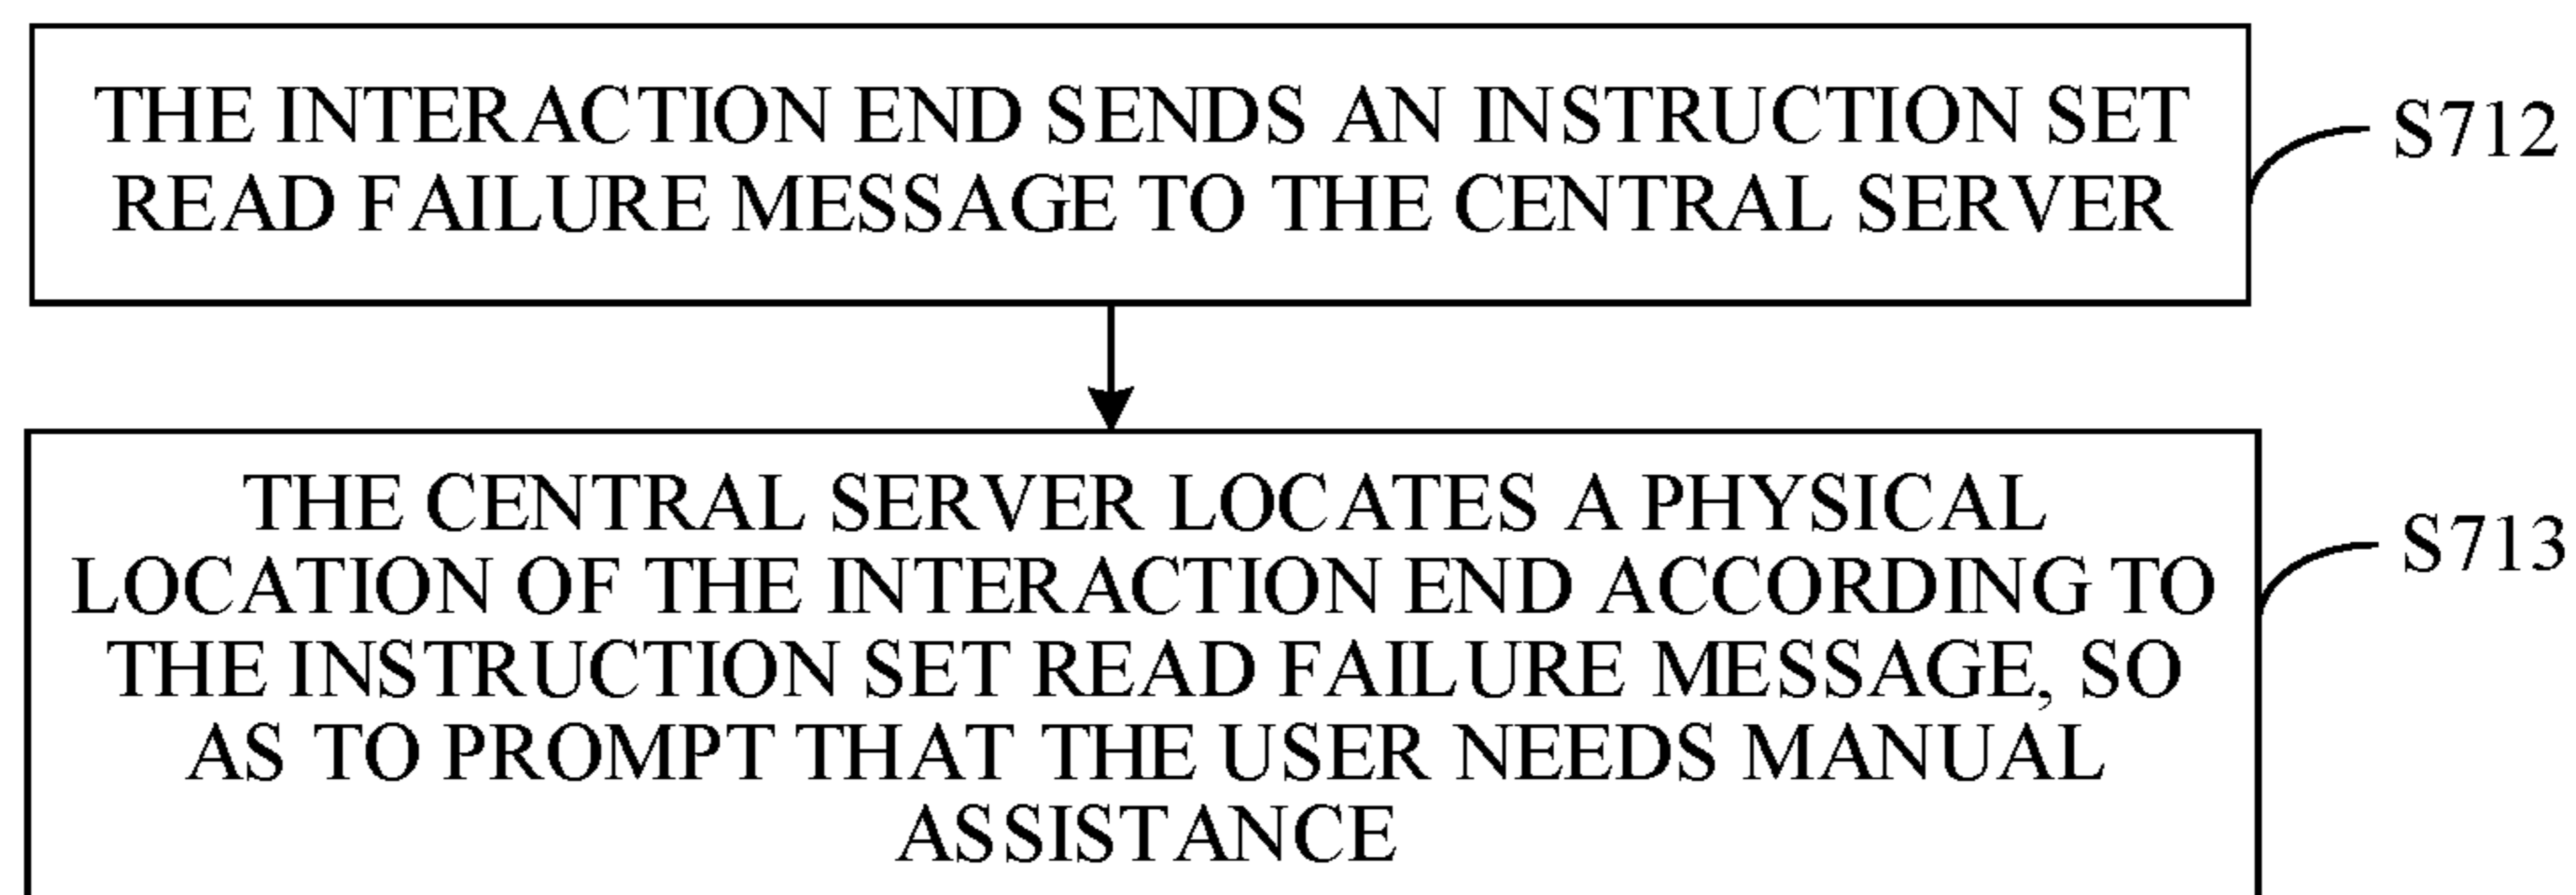 THE INTERACTION END SENDS AN INSTRUCTION SET
READ FAILURE MESSAGE TO THE CENTRAL SERVER
S712
THE CENTRAL SERVER LOCATES A PHYSICAL
LOCATION OF THE INTERACTION END ACCORDING TO
THE INSTRUCTION SET READ FAILURE MESSAGE, SO
AS TO PROMPT THAT THE USER NEEDS MANUAL
ASSISTANCE
S713